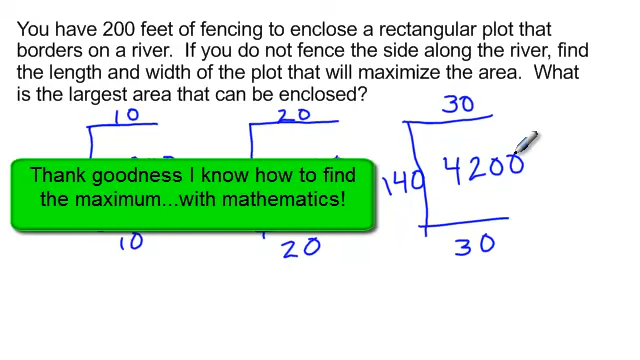 You have 200 feet of fencing to enclose a rectangular plot that
borders on a river. If you do not fence the side along the river, find
the length and width of the plot that will maximize the area. What
is the largest area that can be enclosed?
10 20 30
Thank goodness I know how to find
the maximum...with mathematics!
140 4200
10 20 30